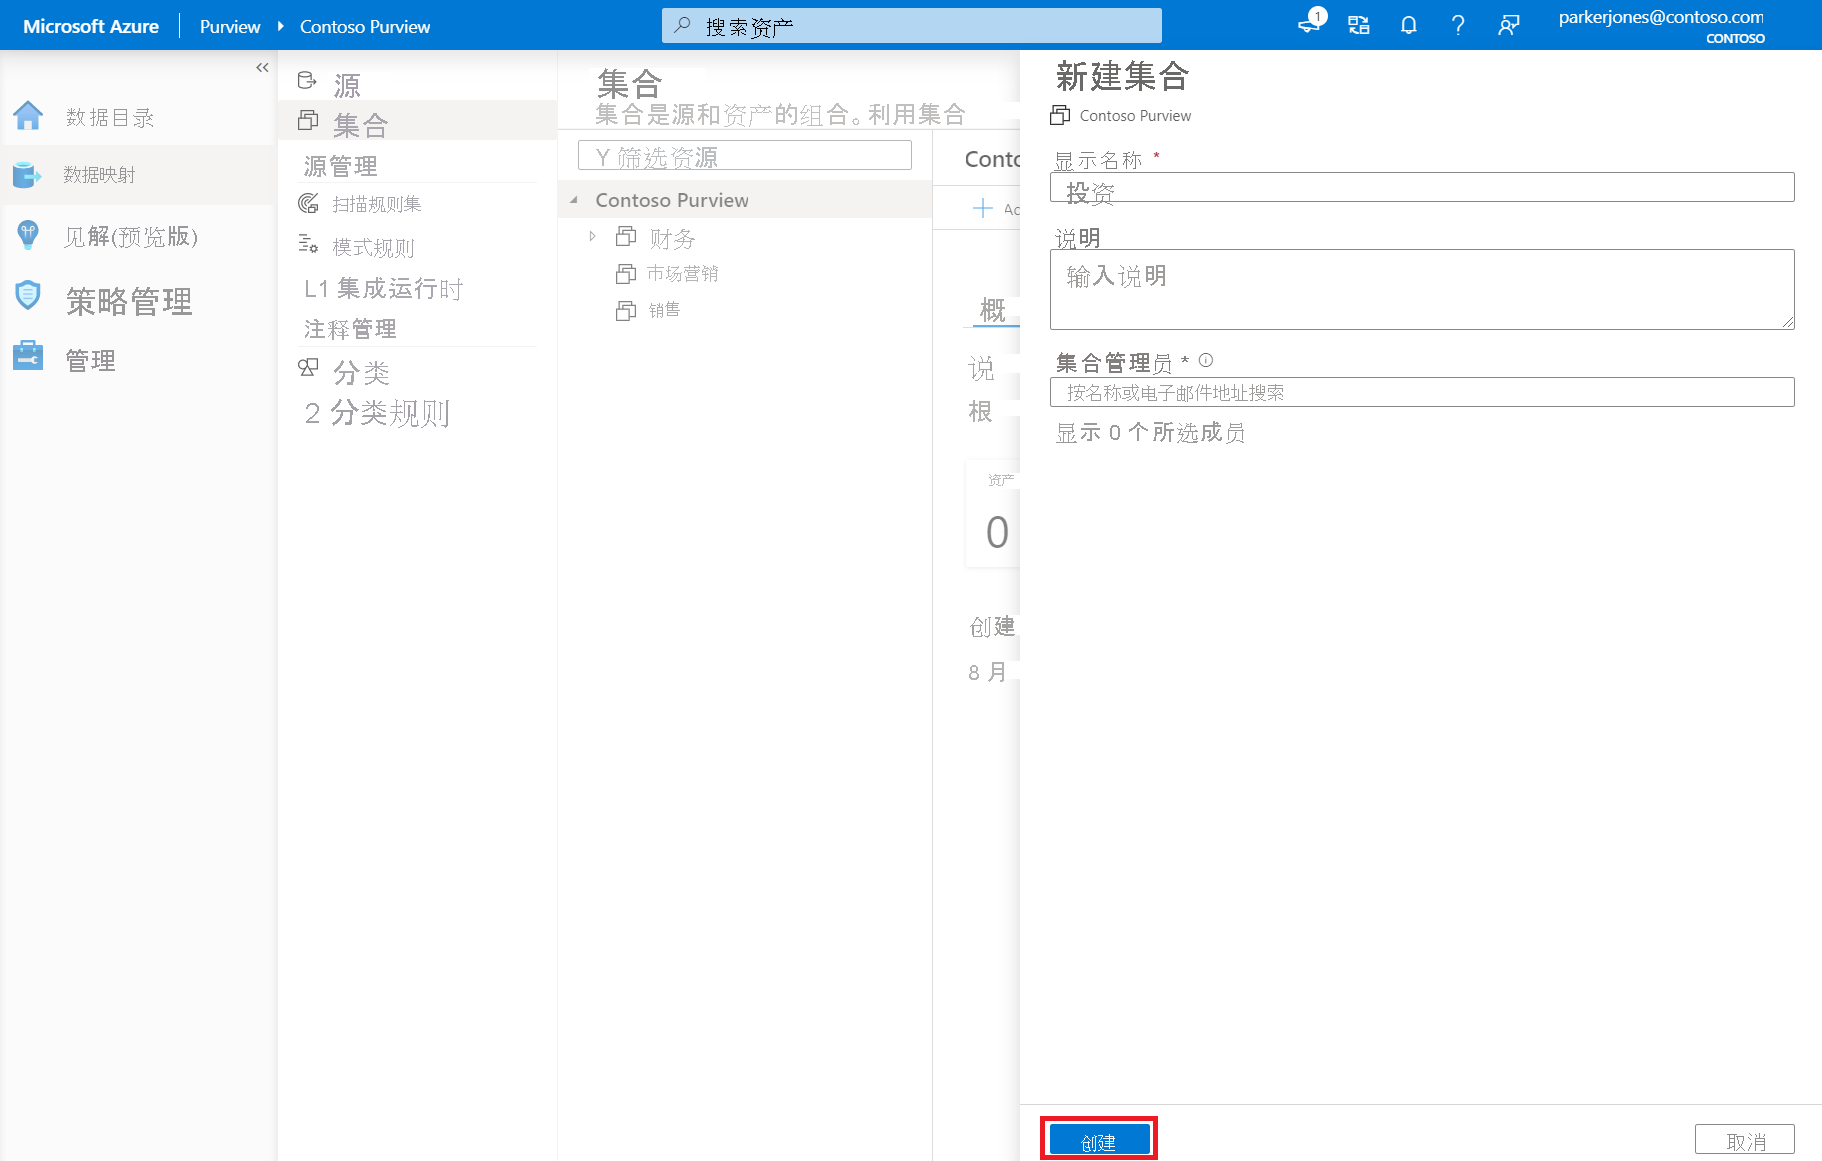 Microsoft Azure
Purview
Contoso Purview
搜索资产
1
parkerjones@contoso.com
CONTOSO
数据目录
数据映射
见解(预览版)
策略管理
管理
源
集合
源管理
扫描规则集
模式规则
L1 集成运行时
注释管理
分类
2 分类规则
集合
集合是源和资产的组合。利用集合
Y 筛选资源
Contoso Purview
财务
市场营销
销售
Conto
Ad
概
说
根
资产
0
创建
8 月
新建集合
Contoso Purview
显示名称 *
投资
说明
输入说明
集合管理员 *
按名称或电子邮件地址搜索
显示 0 个所选成员
创建
取消